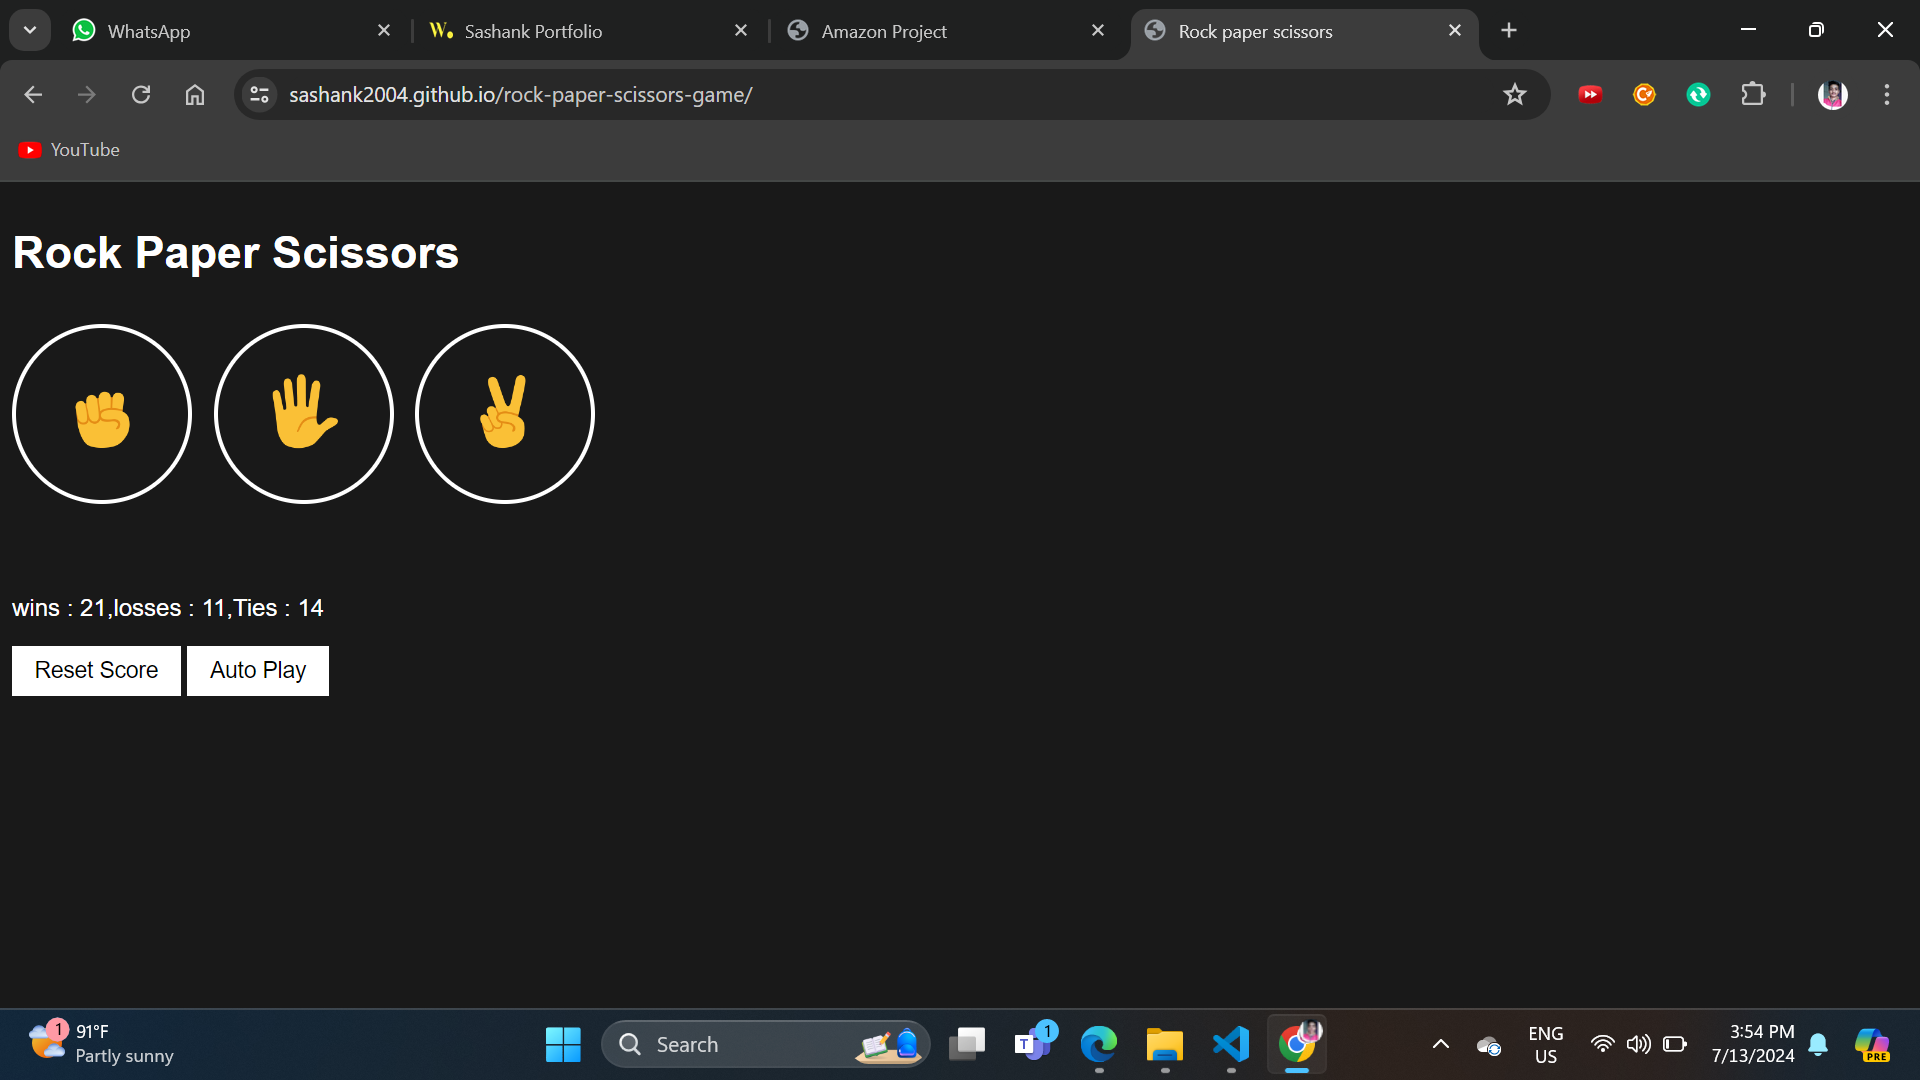 WhatsApp
Sashank Portfolio
Amazon Project
Rock paper scissors
sashank2004.github.io/rock-paper-scissors-game/
YouTube
Rock Paper Scissors
wins : 21,losses : 11,Ties : 14
Reset Score
Auto Play
1
91°F
Partly sunny
Search
T
1
ENG
US
3:54 PM
7/13/2024
PRE